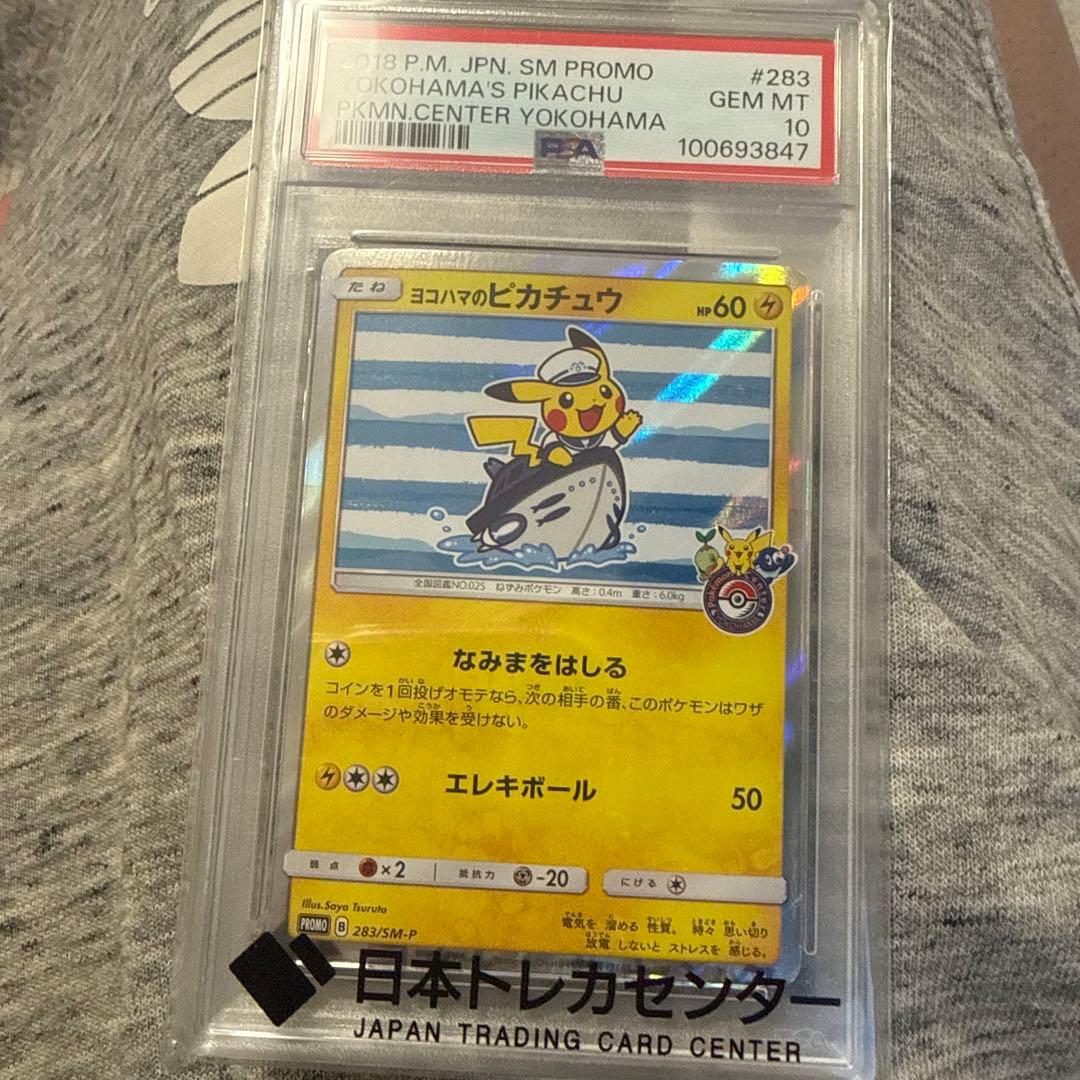 2018 P.M. JPN. SM PROMO #283
YOKOHAMA'S PIKACHU GEM MT
PKMN.CENTER YOKOHAMA 10
PSA 100693847
たね ヨコハマのピカチュウ HP60
全国図鑑NO.025 ねずみポケモン 高さ:0.4m 重さ:6.0kg
Pokémon Center
YOKOHAMA
なみまをはしる
コインを1回投げオモテなら、次の相手の番、このポケモンはワザ
のダメージや効果を受けない。
エレキボール 50
弱点 ×2 抵抗力 -20 にげる
Illus.Saya Tsuruta
PROMO B 283/SM-P
電気を 溜める 性質。 時々 思い切り
放電 しないと ストレスを 感じる。
日本トレカセンター
JAPAN TRADING CARD CENTER